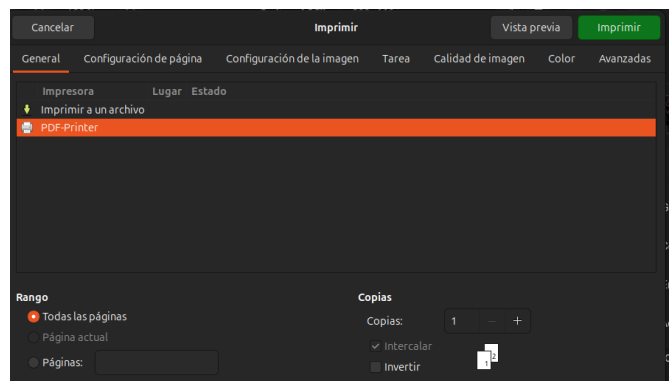 Cancelar Imprimir Vista previa Imprimir
General Configuración de página Configuración de la imagen Tarea Calidad de imagen Color Avanzadas
Impresora Lugar Estado
Imprimir a un archivo
PDF-Printer
Rango Copias
Todas las páginas Copias: 1 − +
Página actual Intercalar
Páginas: Invertir
1 2